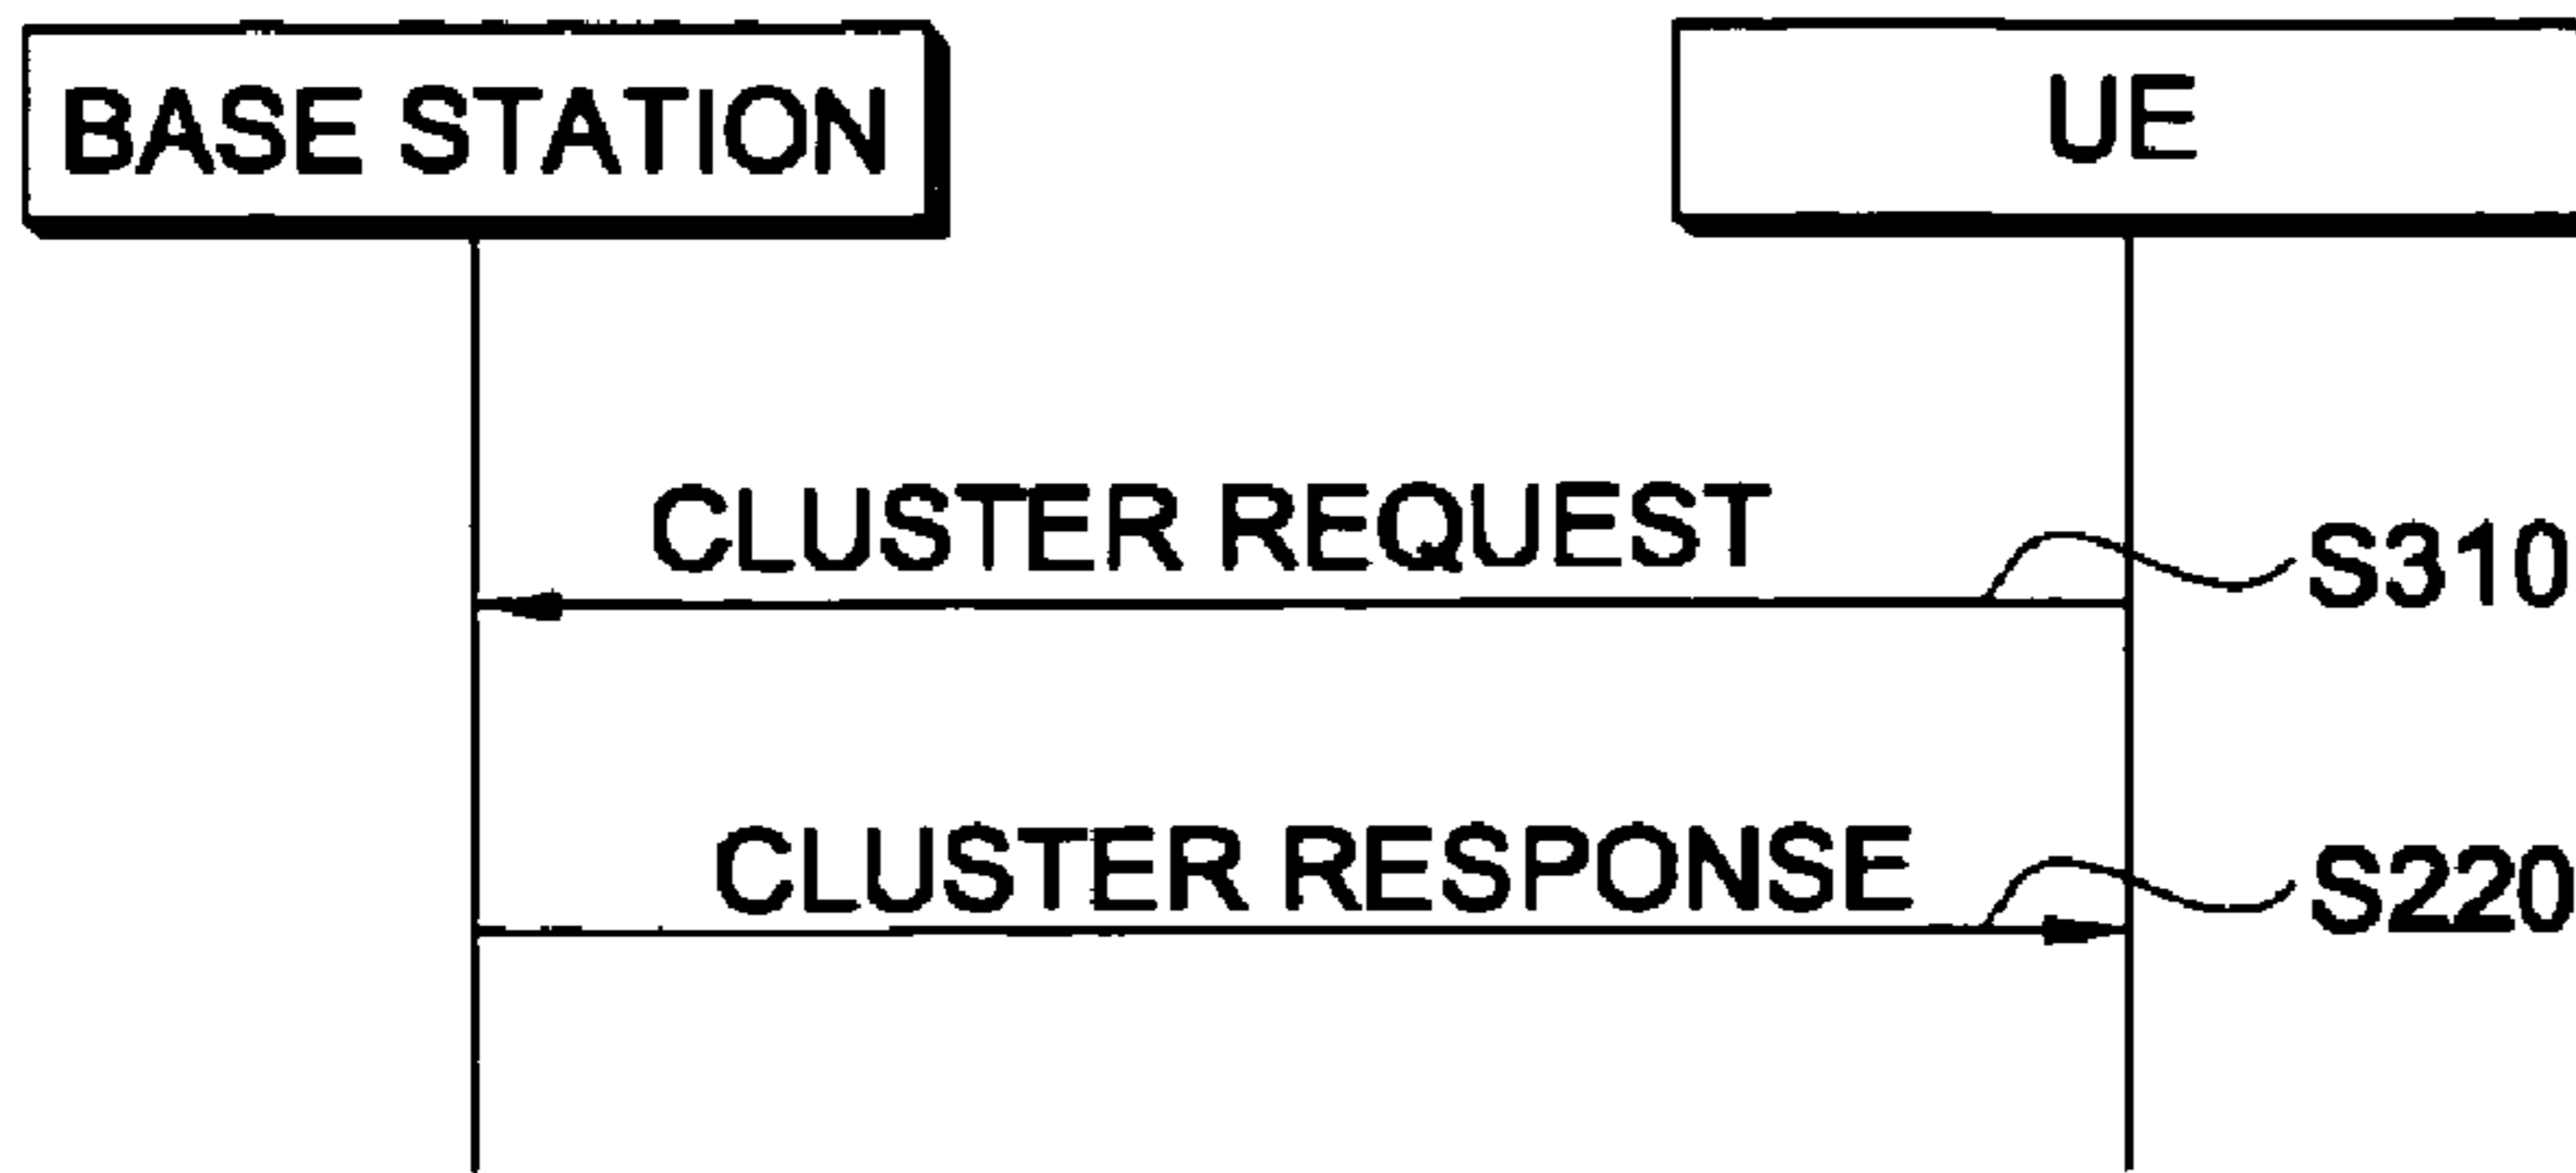 BASE STATION
UE
CLUSTER REQUEST
S310
CLUSTER RESPONSE
S220